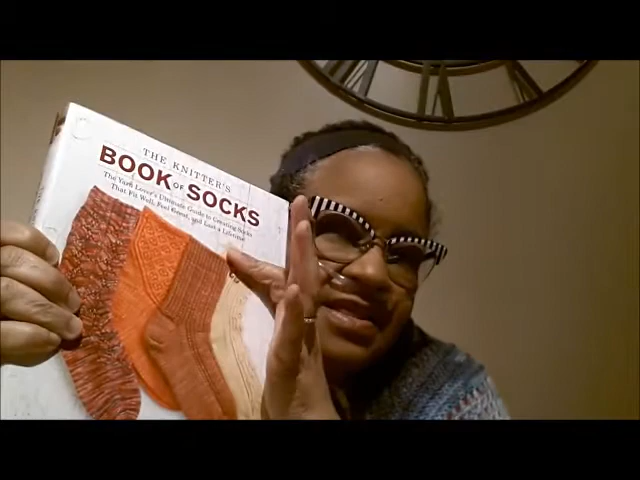 THE KNITTER'S
BOOK OF SOCKS
The Yarn Lover's Ultimate Guide to Creating Socks
That Fit Well, Feel Great, and Last a Lifetime